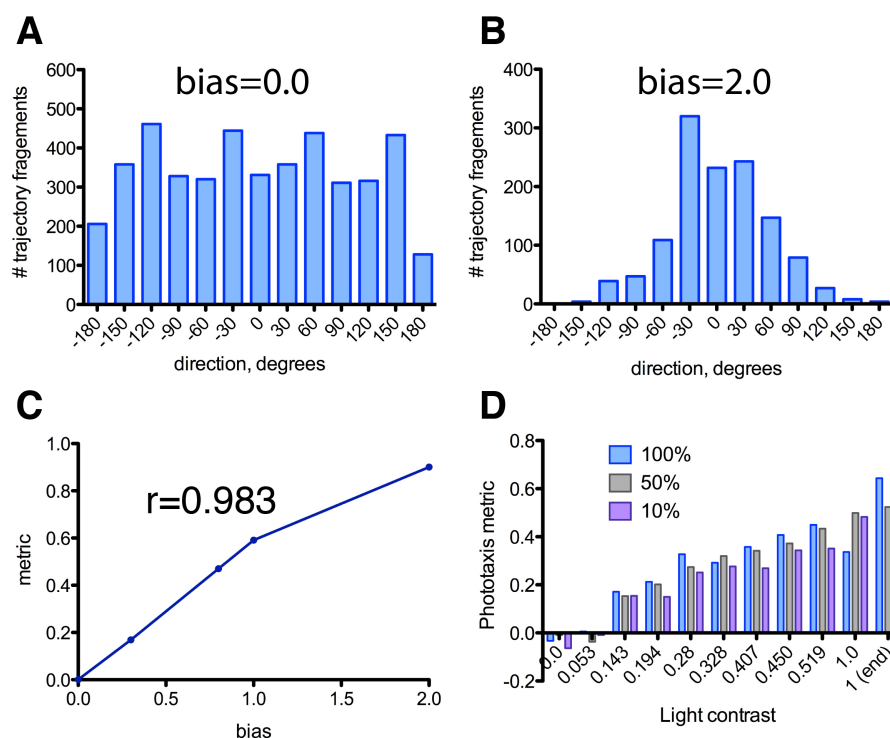 A
bias=0.0
# trajectory fragements
600
500
400
300
200
100
0
-180 -150 -120 -90 -60 -30 0 30 60 90 120 150 180
direction, degrees
B
bias=2.0
# trajectory fragements
400
300
200
100
0
-180 -150 -120 -90 -60 -30 0 30 60 90 120 150 180
direction, degrees
C
r=0.983
metric
1.0
0.8
0.6
0.4
0.2
0.0
0.0 0.5 1.0 1.5 2.0
bias
D
100%
50%
10%
Phototaxis metric
0.8
0.6
0.4
0.2
0.0
-0.2
0.0 0.053 0.143 0.194 0.28 0.328 0.407 0.450 0.519 1.0 1 (end)
Light contrast